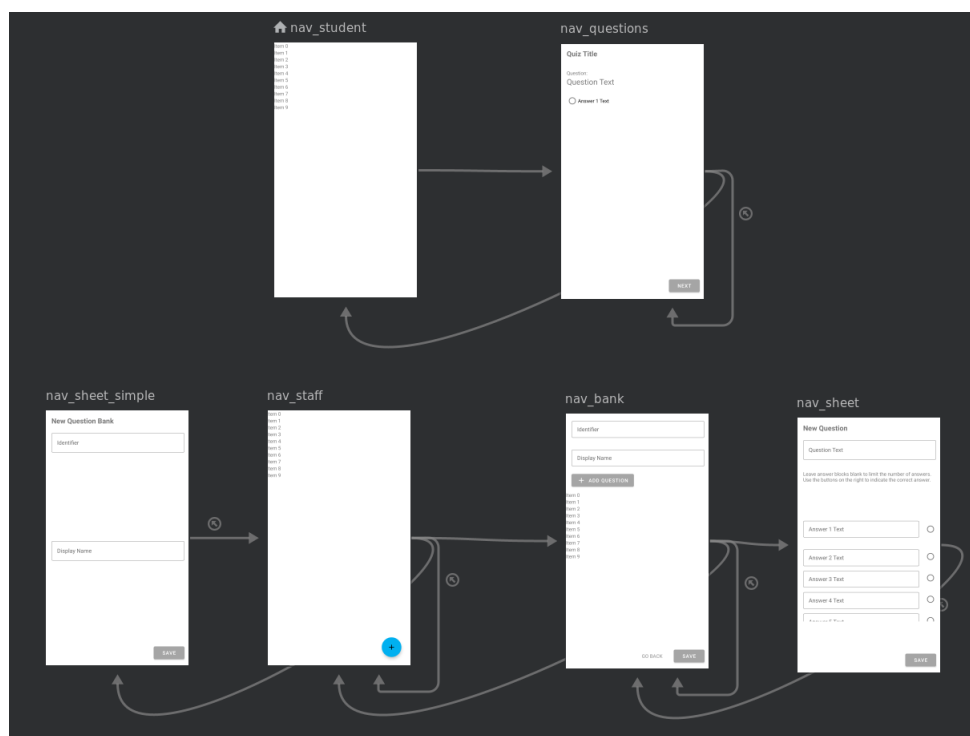 nav_student
Item 0
Item 1
Item 2
Item 3
Item 4
Item 5
Item 6
Item 7
Item 8
Item 9
nav_questions
Quiz Title
Question
Question Text
Answer 1 Text
NEXT
nav_sheet_simple
New Question Bank
Identifier
Display Name
SAVE
nav_staff
Item 0
Item 1
Item 2
Item 3
Item 4
Item 5
Item 6
Item 7
Item 8
Item 9
+
nav_bank
Identifier
Display Name
+ ADD QUESTION
Item 0
Item 1
Item 2
Item 3
Item 4
Item 5
Item 6
Item 7
Item 8
Item 9
GO BACK SAVE
nav_sheet
New Question
Question Text
Leave answer blocks blank to limit the number of answers.
Use the buttons on the right to indicate the correct answer.
Answer 1 Text
Answer 2 Text
Answer 3 Text
Answer 4 Text
Answer 5 Text
SAVE